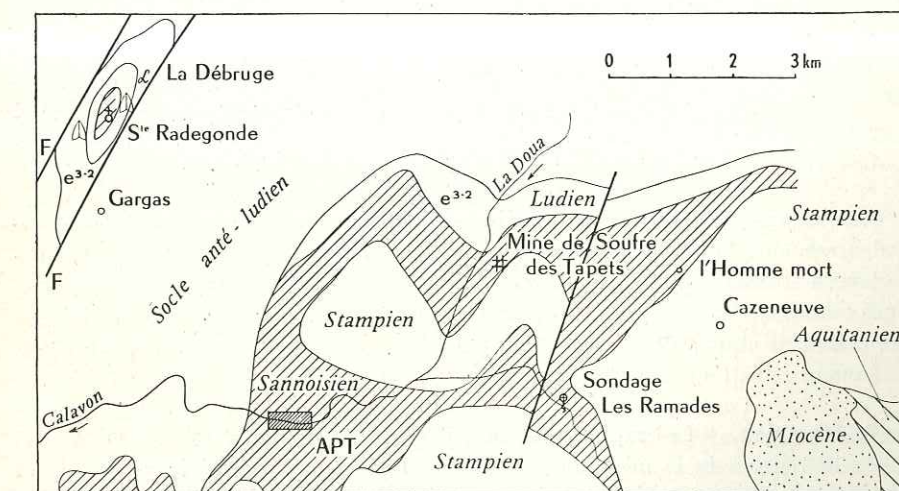 0 1 2 3 km
La Débruge
Ste Radegonde
F
e3-2
Gargas
F
Socle anté-ludien
e3-2
La Doua
Ludien
Stampien
Mine de Soufre
des Tapets
l'Homme mort
Cazeneuve
Stampien
Aquitanien
Sannoisien
Calavon
Sondage
Les Ramades
APT
Miocène
Stampien